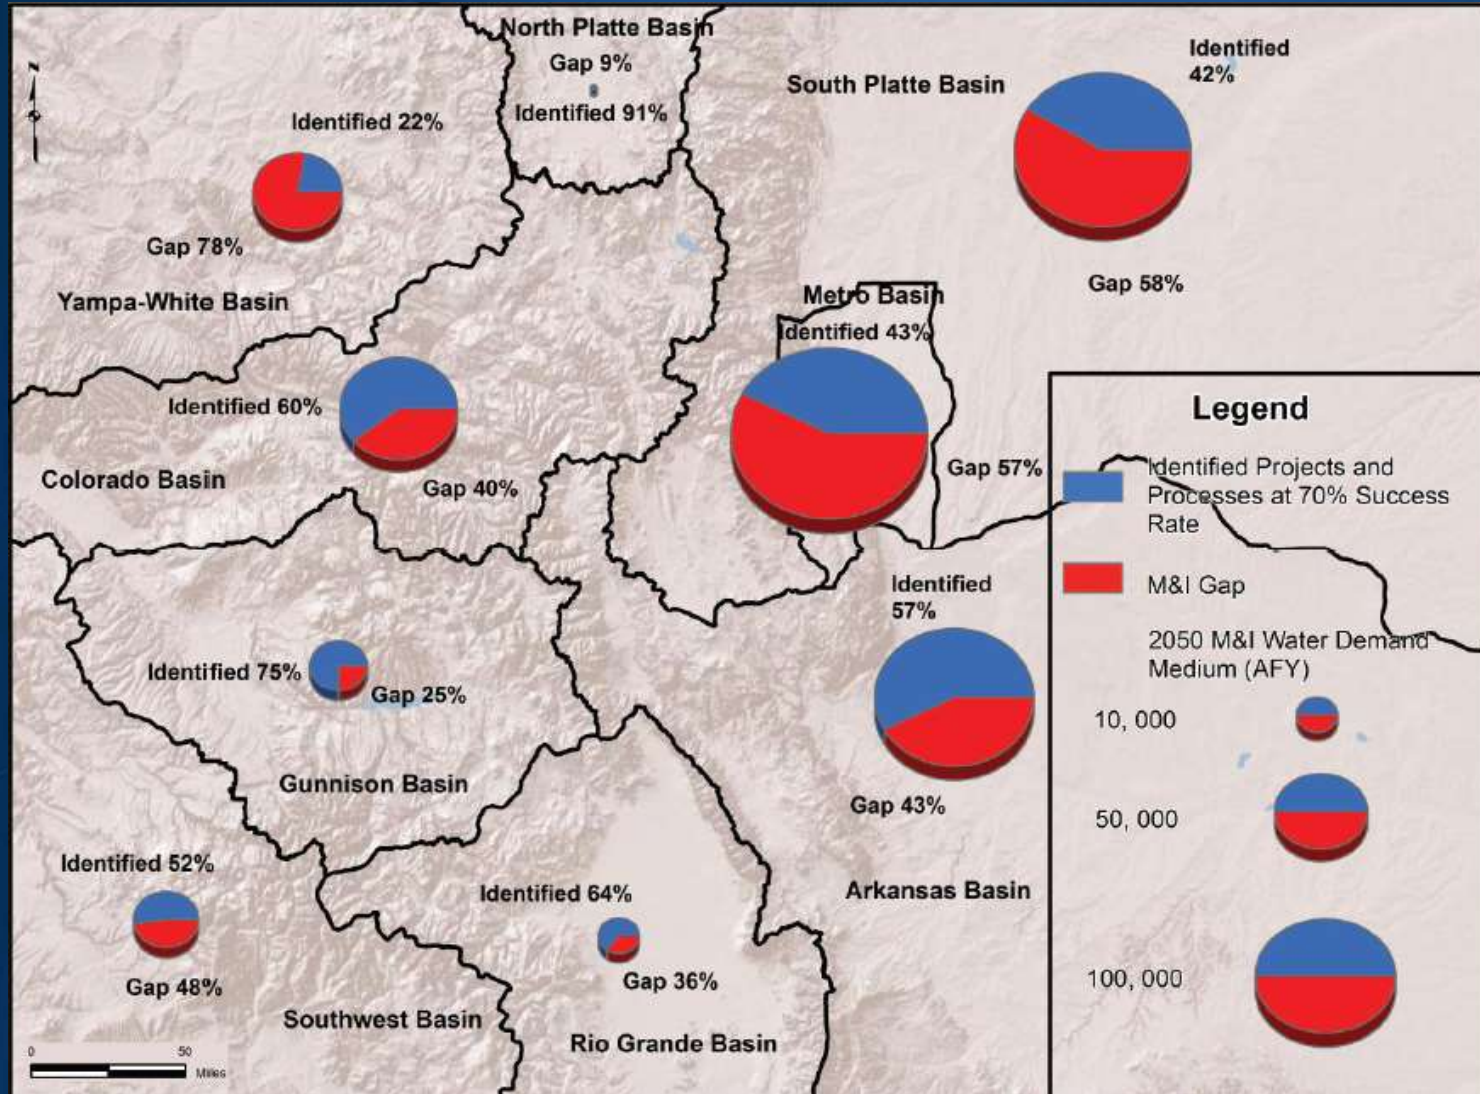 North Platte Basin
Gap 9%
Identified 91%
South Platte Basin
Identified
42%
Gap 58%
Identified 22%
Gap 78%
Yampa-White Basin
Metro Basin
Identified 43%
Gap 57%
Identified 60%
Colorado Basin
Gap 40%
Identified 75%
Gap 25%
Gunnison Basin
Identified
57%
Gap 43%
Arkansas Basin
Identified 52%
Gap 48%
Southwest Basin
Identified 64%
Gap 36%
Rio Grande Basin
0 50
Miles
Legend
Identified Projects and
Processes at 70% Success
Rate
M&I Gap
2050 M&I Water Demand
Medium (AFY)
10, 000
50, 000
100, 000
N